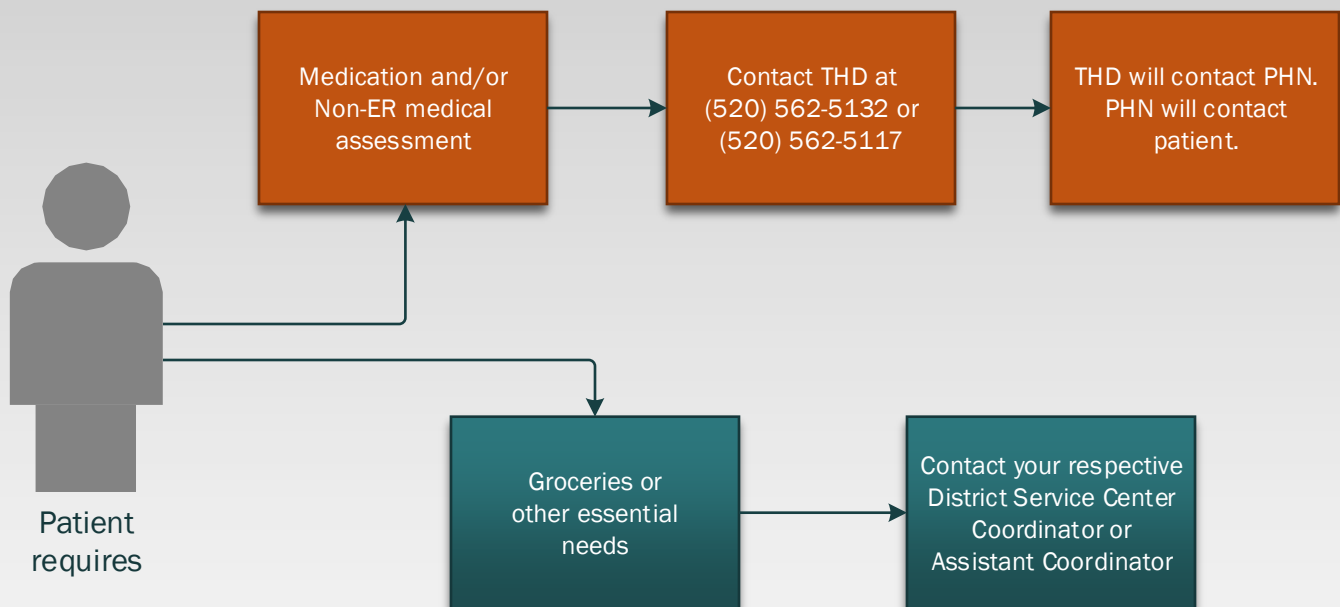 Medication and/or
Non-ER medical
assessment
Contact THD at
(520) 562-5132 or
(520) 562-5117
THD will contact PHN.
PHN will contact
patient.
Patient
requires
Groceries or
other essential
needs
Contact your respective
District Service Center
Coordinator or
Assistant Coordinator